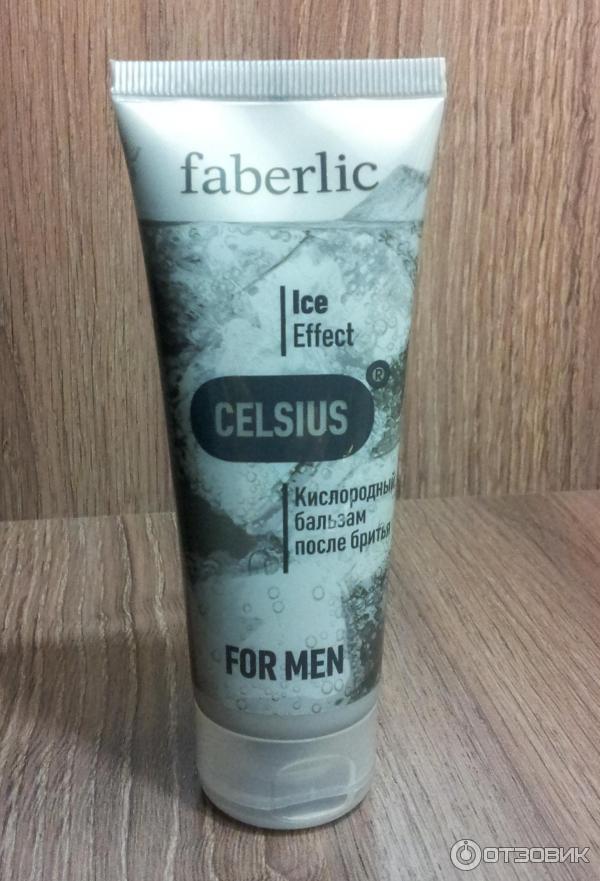 faberlic
Ice
Effect
CELSIUS ®
Кислородный
бальзам
после бритья
FOR MEN
ОТЗОВИК